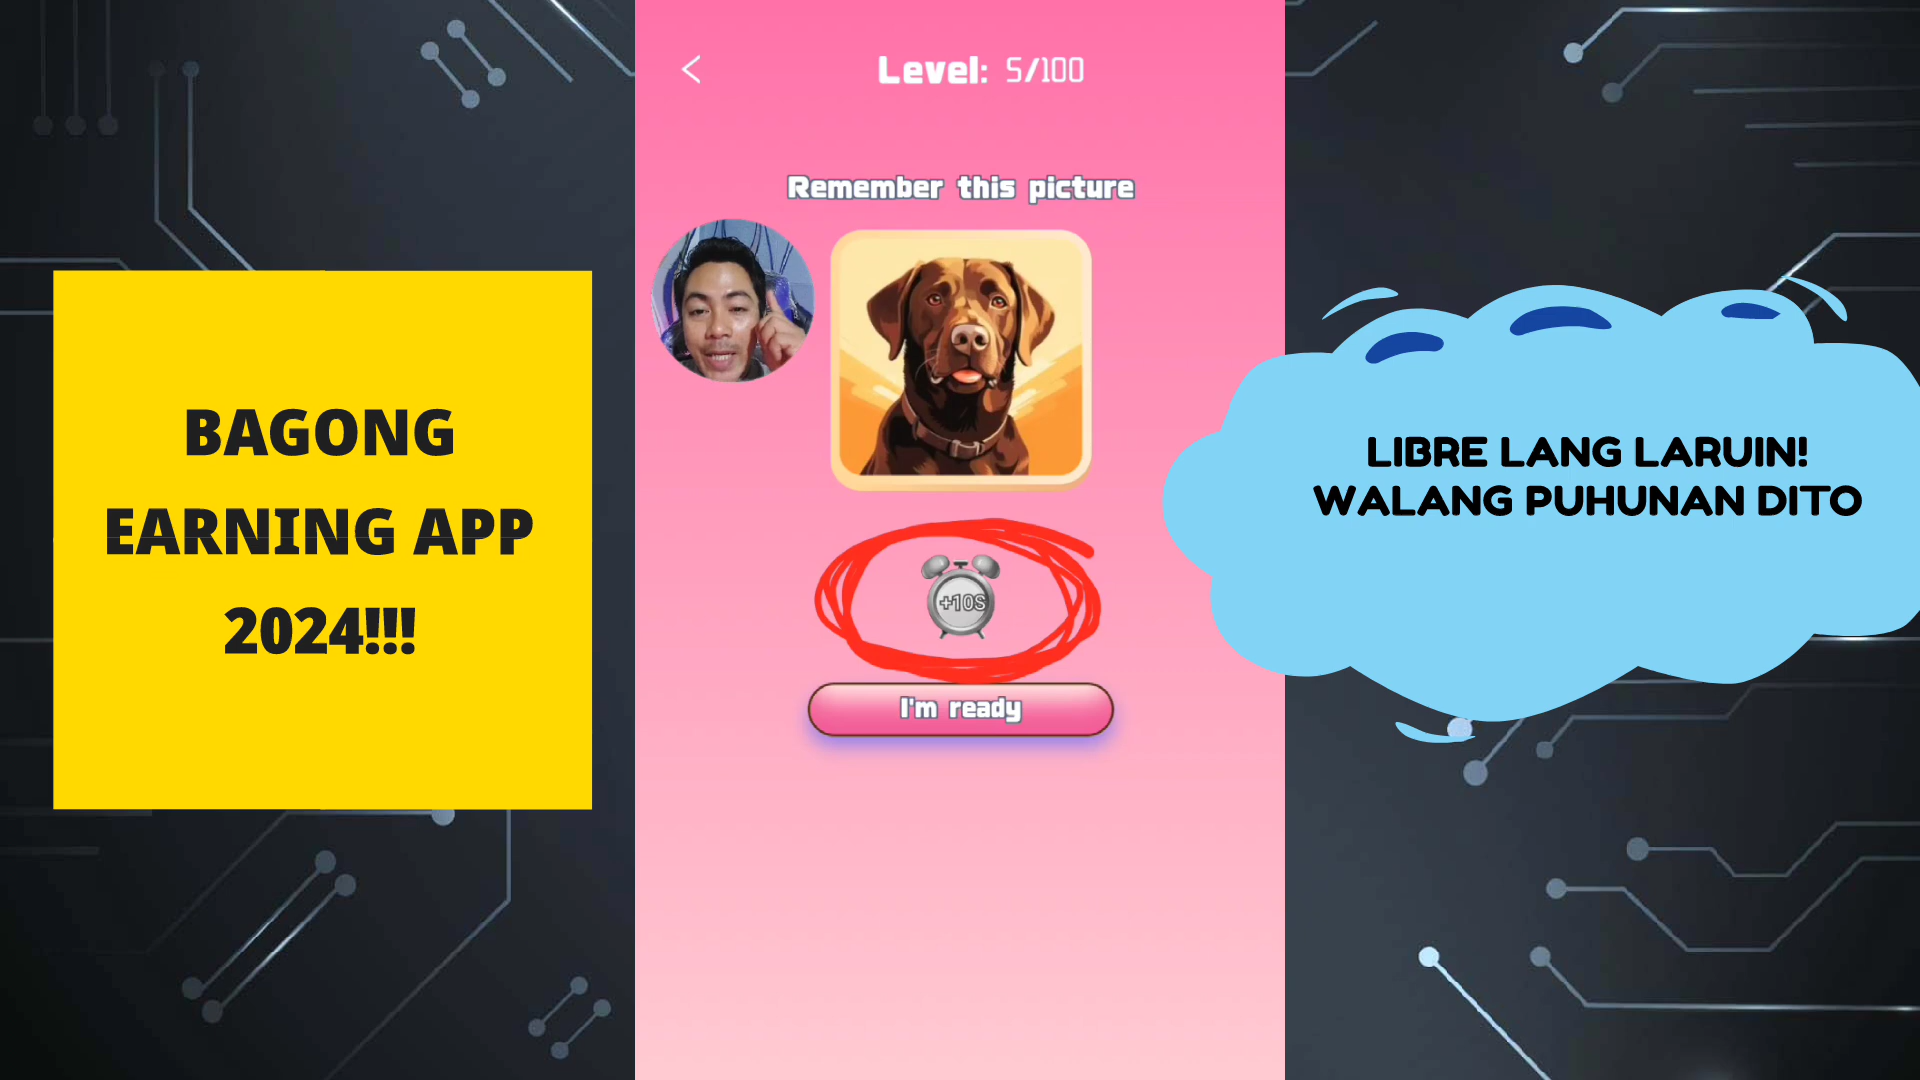 Level: 5/100
Remember this picture
BAGONG
EARNING APP
2024!!!
LIBRE LANG LARUIN!
WALANG PUHUNAN DITO
+10S
I'm ready